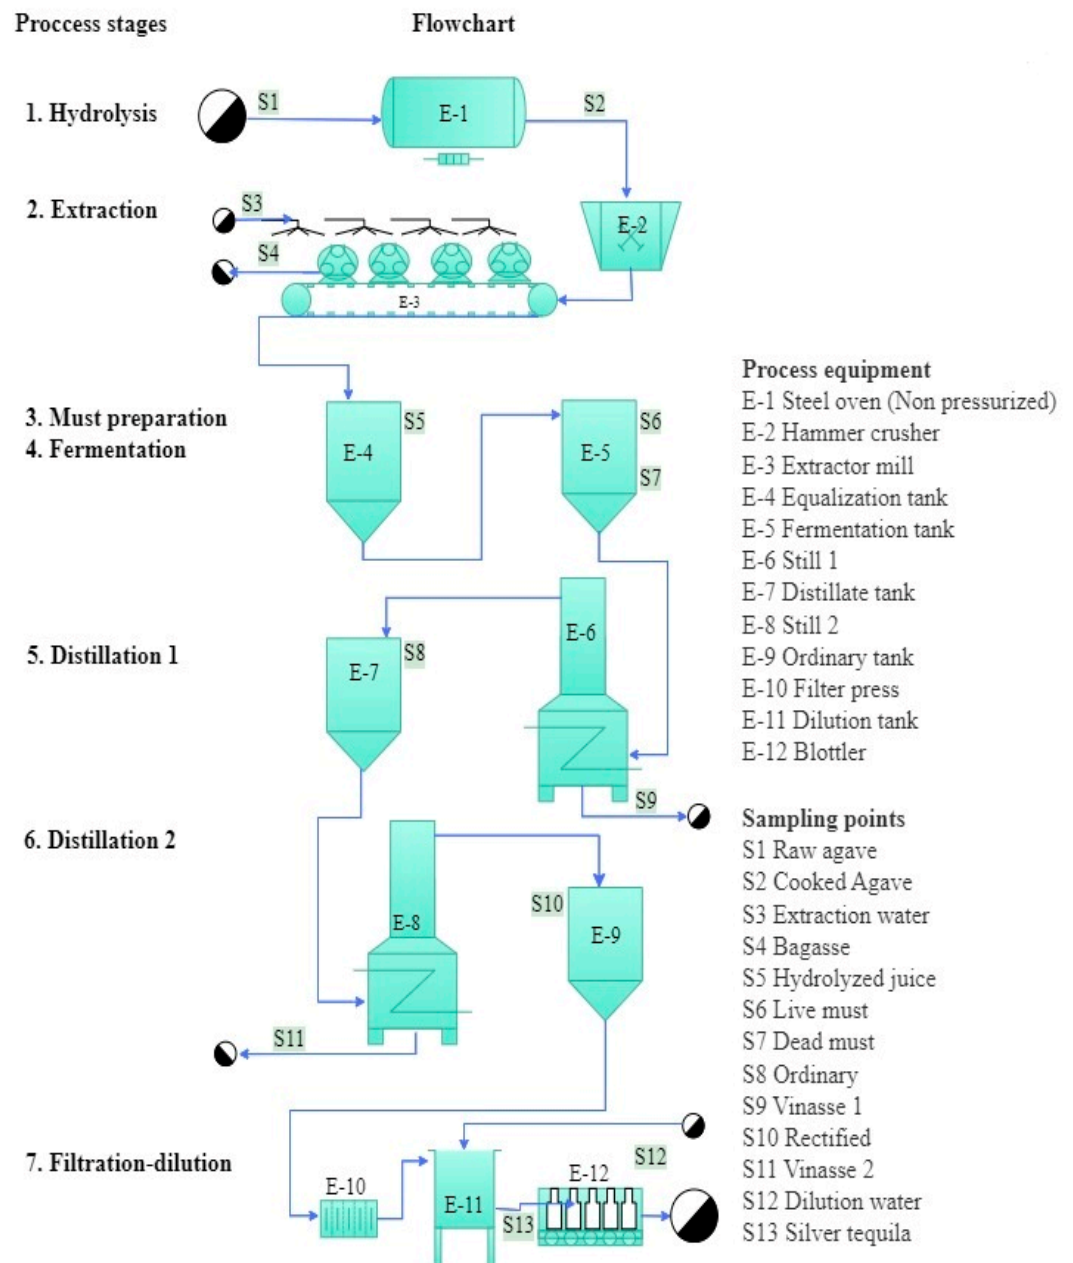 Proccess stages
Flowchart
1. Hydrolysis
S1
E-1
S2
2. Extraction
S3
E-2
S4
E-3
3. Must preparation
4. Fermentation
S5
E-4
S6
E-5
S7
5. Distillation 1
E-6
S8
E-7
S9
6. Distillation 2
S10
E-8
E-9
S11
7. Filtration-dilution
S12
E-12
E-10
E-11
S13
Process equipment
E-1 Steel oven (Non pressurized)
E-2 Hammer crusher
E-3 Extractor mill
E-4 Equalization tank
E-5 Fermentation tank
E-6 Still 1
E-7 Distillate tank
E-8 Still 2
E-9 Ordinary tank
E-10 Filter press
E-11 Dilution tank
E-12 Blottler
Sampling points
S1 Raw agave
S2 Cooked Agave
S3 Extraction water
S4 Bagasse
S5 Hydrolyzed juice
S6 Live must
S7 Dead must
S8 Ordinary
S9 Vinasse 1
S10 Rectified
S11 Vinasse 2
S12 Dilution water
S13 Silver tequila